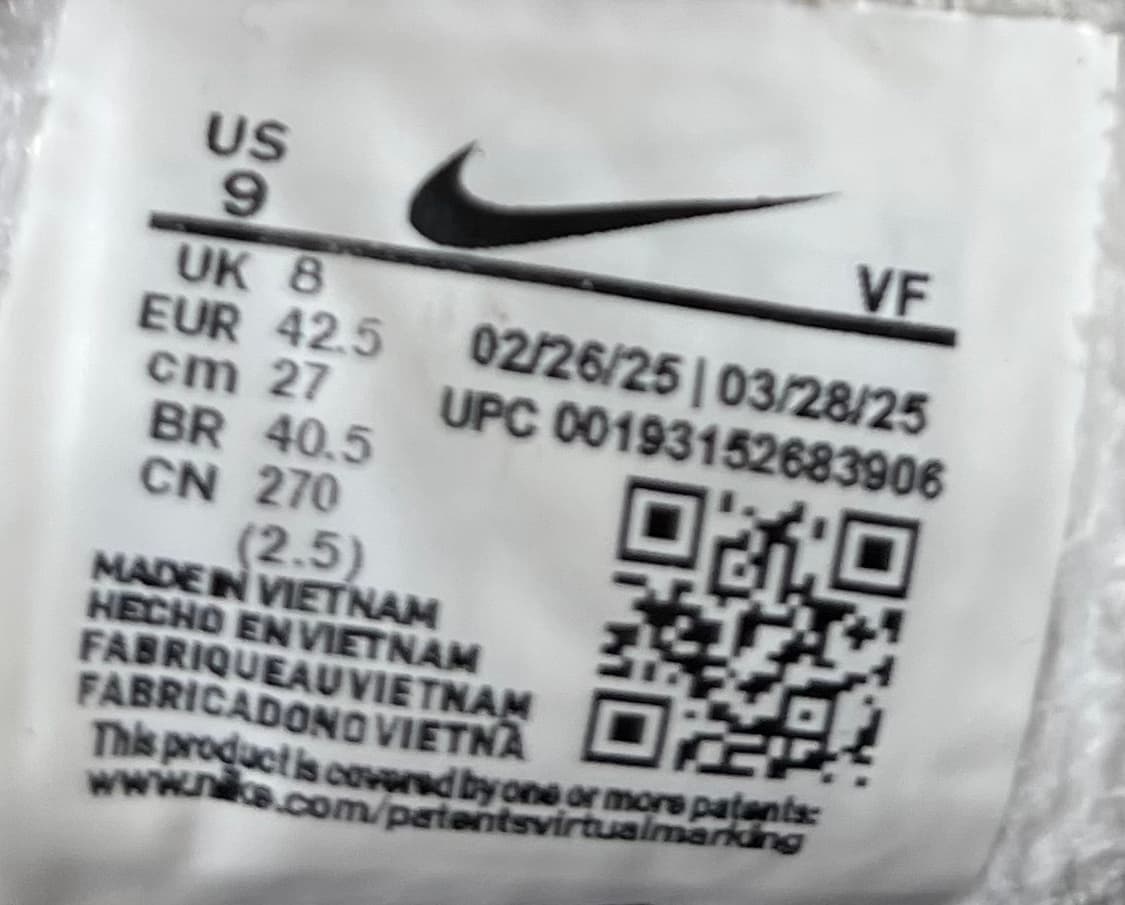 US
9
VF
UK 8
EUR 42.5
cm 27
BR 40.5
CN 270
(2.5)
02/26/25 | 03/28/25
UPC 00193152683906
MADE IN VIETNAM
HECHO EN VIETNAM
FABRIQUE AU VIETNAM
FABRICADO NO VIETNÃ
This product is covered by one or more patents:
www.nike.com/patentsvirtualmarking